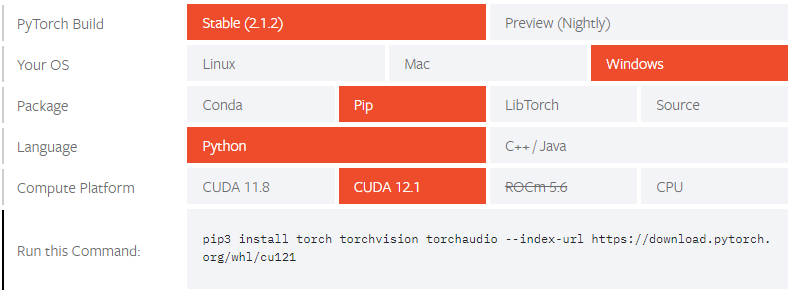 PyTorch Build Stable (2.1.2) Preview (Nightly)
Your OS Linux Mac Windows
Package Conda Pip LibTorch Source
Language Python C++ / Java
Compute Platform CUDA 11.8 CUDA 12.1 ROCm 5.6 CPU
Run this Command: pip3 install torch torchvision torchaudio --index-url https://download.pytorch.
org/whl/cu121